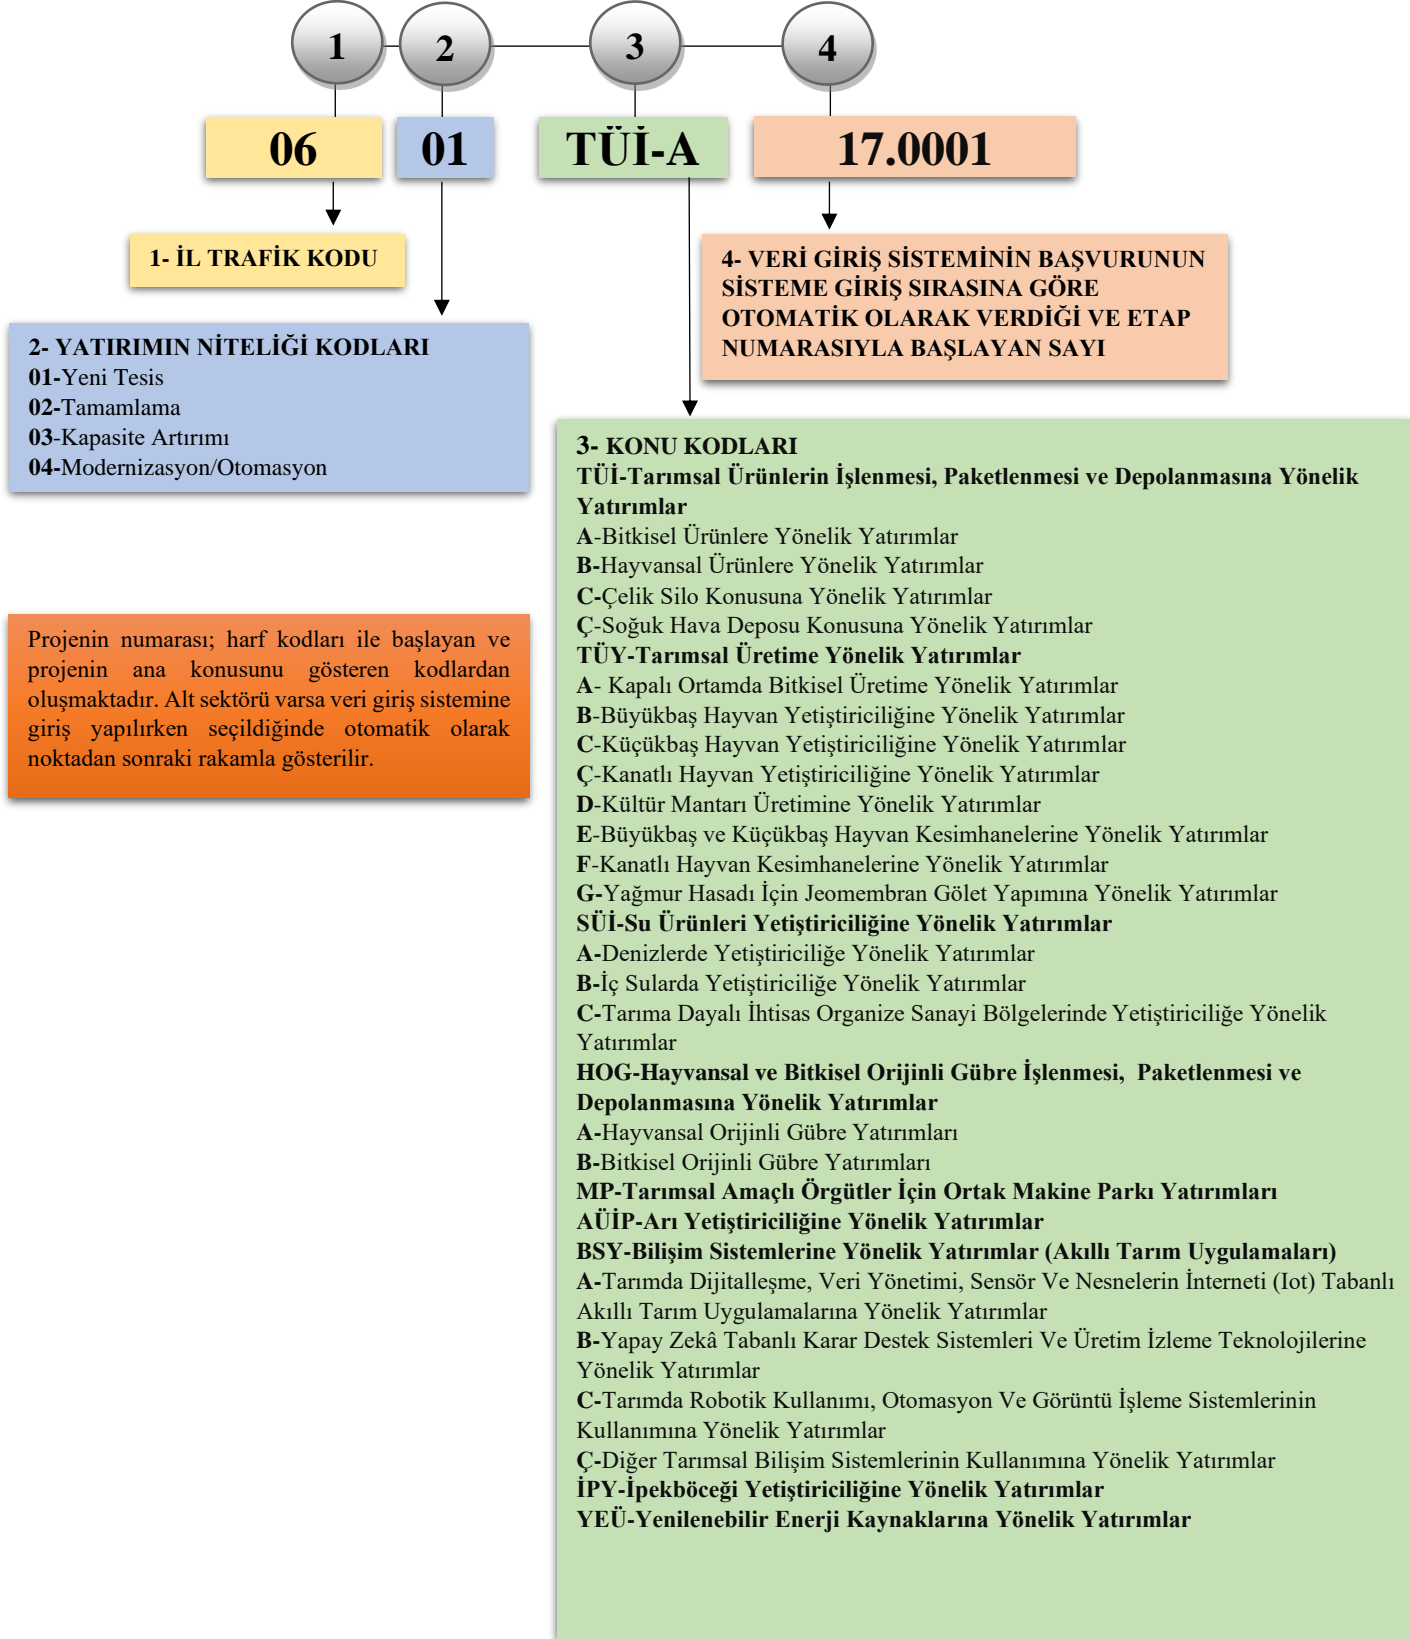 1 2 3 4
06 01 TÜİ-A 17.0001
1- İL TRAFİK KODU
4- VERİ GİRİŞ SİSTEMİNİN BAŞVURUNUN
SİSTEME GİRİŞ SIRASINA GÖRE
OTOMATİK OLARAK VERDİĞİ VE ETAP
NUMARASIYLA BAŞLAYAN SAYI
2- YATIRIMIN NİTELİĞİ KODLARI
01-Yeni Tesis
02-Tamamlama
03-Kapasite Artırımı
04-Modernizasyon/Otomasyon
Projenin numarası; harf kodları ile başlayan ve
projenin ana konusunu gösteren kodlardan
oluşmaktadır. Alt sektörü varsa veri giriş sistemine
giriş yapılırken seçildiğinde otomatik olarak
noktadan sonraki rakamla gösterilir.
3- KONU KODLARI
TÜİ-Tarımsal Ürünlerin İşlenmesi, Paketlenmesi ve Depolanmasına Yönelik
Yatırımlar
A-Bitkisel Ürünlere Yönelik Yatırımlar
B-Hayvansal Ürünlere Yönelik Yatırımlar
C-Çelik Silo Konusuna Yönelik Yatırımlar
Ç-Soğuk Hava Deposu Konusuna Yönelik Yatırımlar
TÜY-Tarımsal Üretime Yönelik Yatırımlar
A- Kapalı Ortamda Bitkisel Üretime Yönelik Yatırımlar
B-Büyükbaş Hayvan Yetiştiriciliğine Yönelik Yatırımlar
C-Küçükbaş Hayvan Yetiştiriciliğine Yönelik Yatırımlar
Ç-Kanatlı Hayvan Yetiştiriciliğine Yönelik Yatırımlar
D-Kültür Mantarı Üretimine Yönelik Yatırımlar
E-Büyükbaş ve Küçükbaş Hayvan Kesimhanelerine Yönelik Yatırımlar
F-Kanatlı Hayvan Kesimhanelerine Yönelik Yatırımlar
G-Yağmur Hasadı İçin Jeomembran Gölet Yapımına Yönelik Yatırımlar
SÜİ-Su Ürünleri Yetiştiriciliğine Yönelik Yatırımlar
A-Denizlerde Yetiştiriciliğe Yönelik Yatırımlar
B-İç Sularda Yetiştiriciliğe Yönelik Yatırımlar
C-Tarıma Dayalı İhtisas Organize Sanayi Bölgelerinde Yetiştiriciliğe Yönelik
Yatırımlar
HOG-Hayvansal ve Bitkisel Orijinli Gübre İşlenmesi, Paketlenmesi ve
Depolanmasına Yönelik Yatırımlar
A-Hayvansal Orijinli Gübre Yatırımları
B-Bitkisel Orijinli Gübre Yatırımları
MP-Tarımsal Amaçlı Örgütler İçin Ortak Makine Parkı Yatırımları
AÜİP-Arı Yetiştiriciliğine Yönelik Yatırımlar
BSY-Bilişim Sistemlerine Yönelik Yatırımlar (Akıllı Tarım Uygulamaları)
A-Tarımda Dijitalleşme, Veri Yönetimi, Sensör Ve Nesnelerin İnterneti (Iot) Tabanlı
Akıllı Tarım Uygulamalarına Yönelik Yatırımlar
B-Yapay Zekâ Tabanlı Karar Destek Sistemleri Ve Üretim İzleme Teknolojilerine
Yönelik Yatırımlar
C-Tarımda Robotik Kullanımı, Otomasyon Ve Görüntü İşleme Sistemlerinin
Kullanımına Yönelik Yatırımlar
Ç-Diğer Tarımsal Bilişim Sistemlerinin Kullanımına Yönelik Yatırımlar
İPY-İpekböceği Yetiştiriciliğine Yönelik Yatırımlar
YEÜ-Yenilenebilir Enerji Kaynaklarına Yönelik Yatırımlar